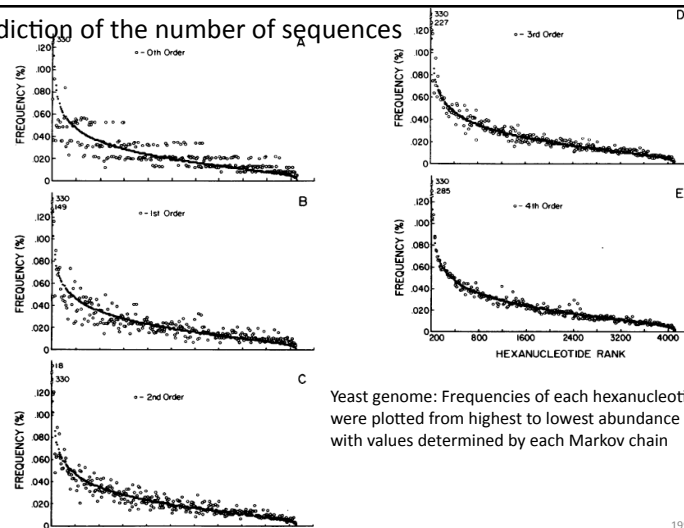 diction of the number of sequences
330
.120
.100
.080
.060
.040
.020
0
FREQUENCY (%)
o - 0th Order
A
330
149
.120
.100
.080
.060
.040
.020
0
FREQUENCY (%)
o - 1st Order
B
.120
330
.100
.080
.060
.040
.020
FREQUENCY (%)
o - 2nd Order
C
330
227
.120
.100
.080
.060
.040
.020
0
FREQUENCY (%)
o - 3rd Order
D
330
285
.120
.100
.080
.060
.040
.020
0
FREQUENCY (%)
o - 4th Order
E
200 800 1600 2400 3200 4000
HEXANUCLEOTIDE RANK
Yeast genome: Frequencies of each hexanucleoti
were plotted from highest to lowest abundance
with values determined by each Markov chain
19